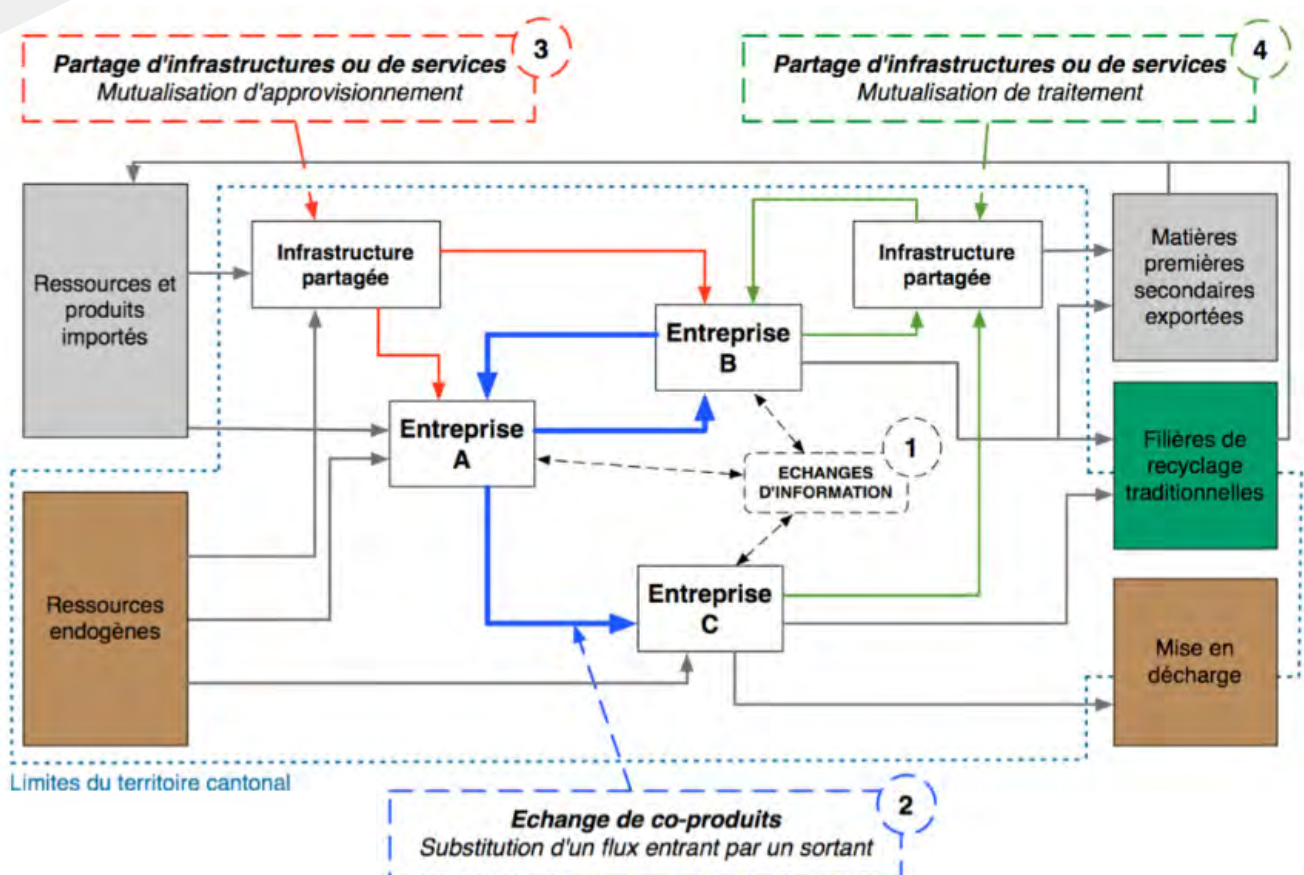 Partage d'infrastructures ou de services
Mutualisation d'approvisionnement
3
Partage d'infrastructures ou de services
Mutualisation de traitement
4
Ressources et
produits
importés
Infrastructure
partagée
Infrastructure
partagée
Matières
premières
secondaires
exportées
Entreprise
B
Entreprise
A
1
ECHANGES
D'INFORMATION
Filières de
recyclage
traditionnelles
Ressources
endogènes
Entreprise
C
Mise en
décharge
Limites du territoire cantonal
2
Echange de co-produits
Substitution d'un flux entrant par un sortant